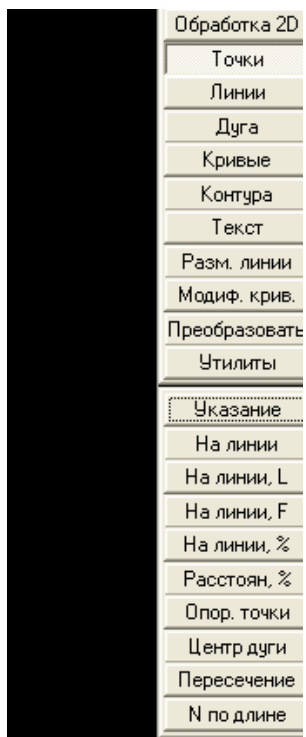 Обработка 2D
Точки
Линии
Дуга
Кривые
Контура
Текст
Разм. линии
Модиф. крив.
Преобразовать
Утилиты
Указание
На линии
На линии, L
На линии, F
На линии, %
Расстоян, %
Опор. точки
Центр дуги
Пересечение
N по длине